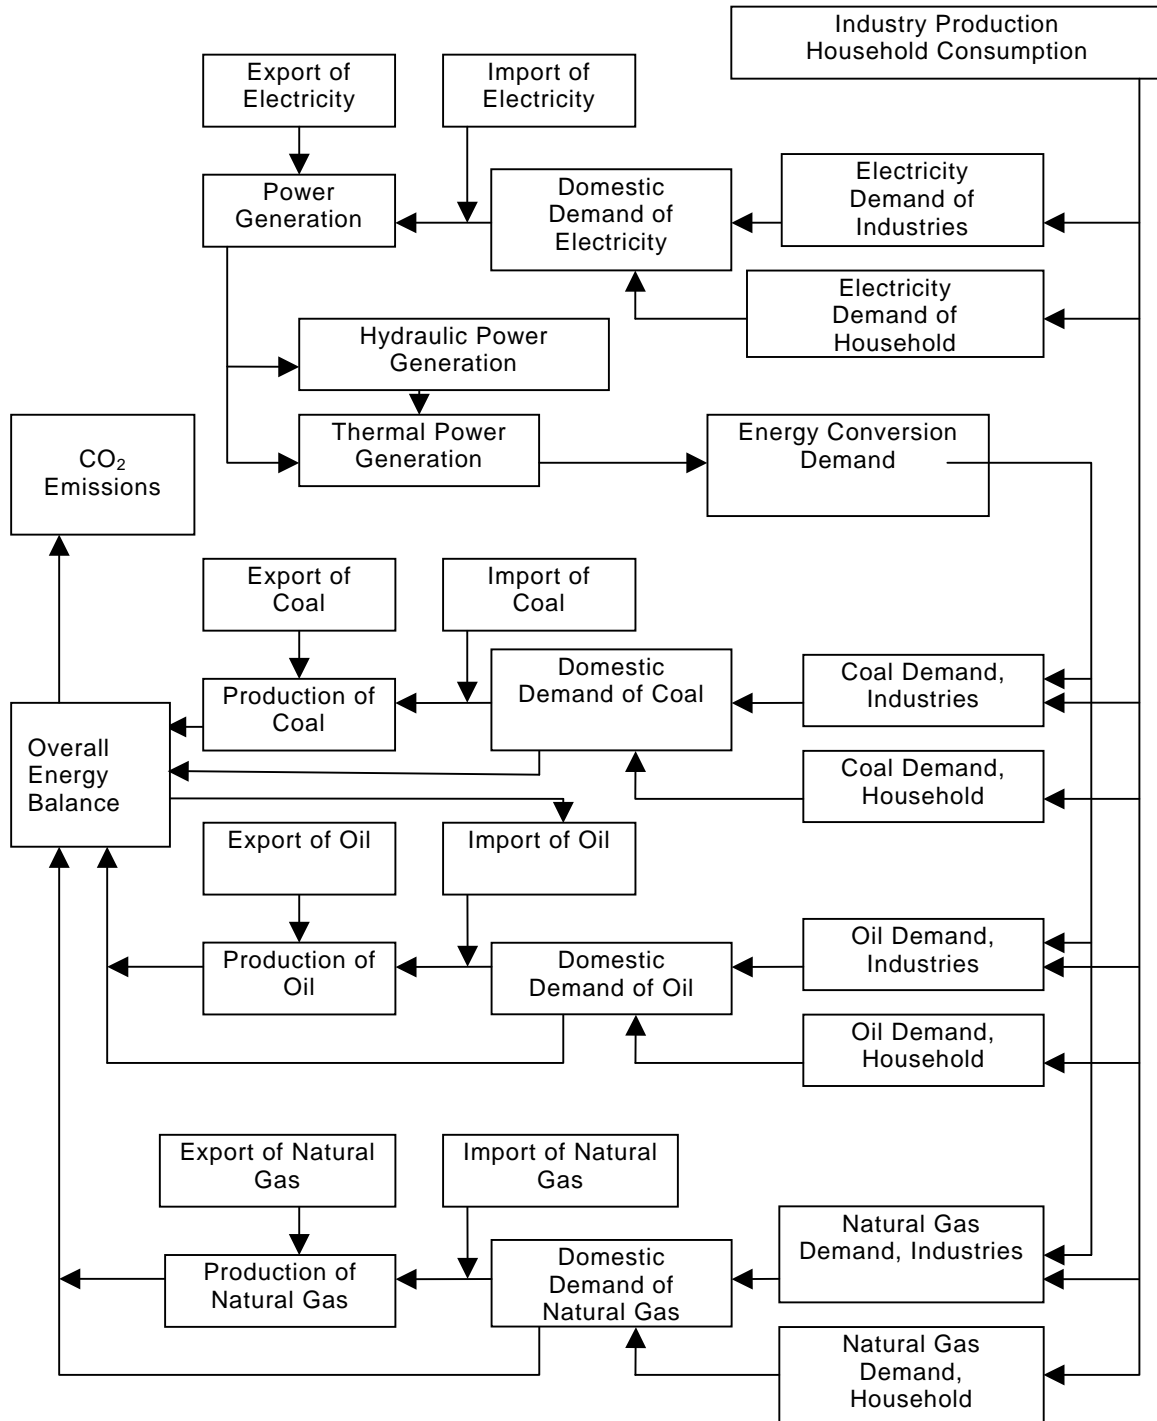 Industry Production
Household Consumption
Export of
Electricity
Import of
Electricity
Power
Generation
Domestic
Demand of
Electricity
Electricity
Demand of
Industries
Electricity
Demand of
Household
Hydraulic Power
Generation
Thermal Power
Generation
Energy Conversion
Demand
CO₂
Emissions
Export of
Coal
Import of
Coal
Production of
Coal
Domestic
Demand of Coal
Coal Demand,
Industries
Overall
Energy
Balance
Coal Demand,
Household
Export of Oil
Import of Oil
Production of
Oil
Domestic
Demand of Oil
Oil Demand,
Industries
Oil Demand,
Household
Export of Natural
Gas
Import of Natural
Gas
Production of
Natural Gas
Domestic
Demand of
Natural Gas
Natural Gas
Demand, Industries
Natural Gas
Demand,
Household